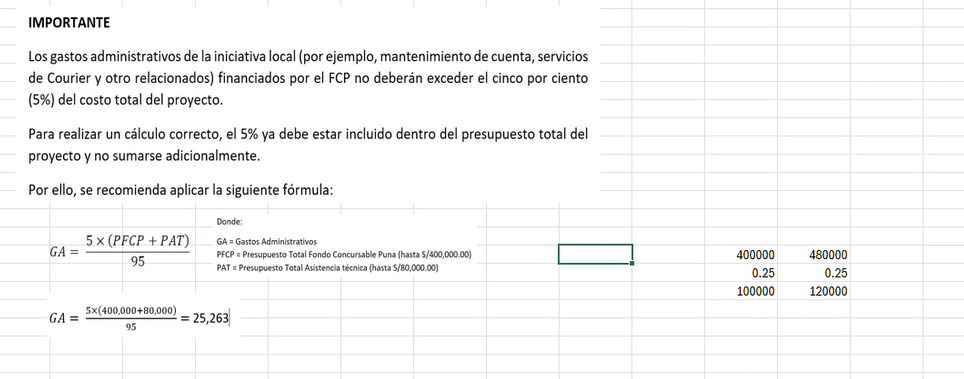 IMPORTANTE
Los gastos administrativos de la iniciativa local (por ejemplo, mantenimiento de cuenta, servicios
de Courier y otro relacionados) financiados por el FCP no deberán exceder el cinco por ciento
(5%) del costo total del proyecto.
Para realizar un cálculo correcto, el 5% ya debe estar incluido dentro del presupuesto total del
proyecto y no sumarse adicionalmente.
Por ello, se recomienda aplicar la siguiente fórmula:
Donde:
GA = 5 × (PFCP + PAT)
95
GA = Gastos Administrativos
PFCP = Presupuesto Total Fondo Concursable Puna (hasta S/400,000.00)
PAT = Presupuesto Total Asistencia técnica (hasta S/80,000.00)
400000 480000
0.25 0.25
100000 120000
GA = 5×(400,000+80,000) = 25,263
95